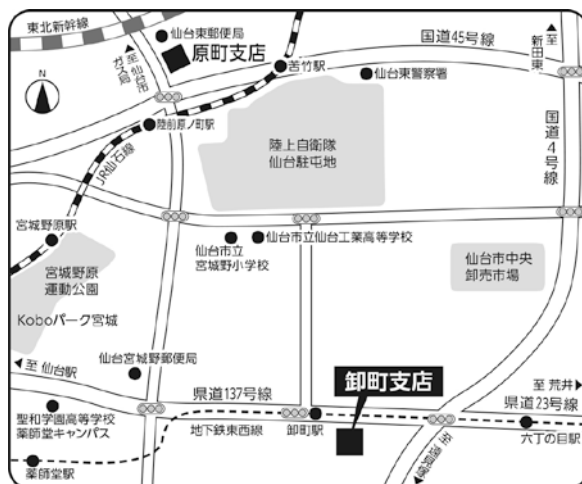 東北新幹線
仙台東郵便局
原町支店
至
仙台市
ガス局
国道45号線
至
新田東
苦竹駅
仙台東警察署
N
陸前原ノ町駅
陸上自衛隊
仙台駐屯地
国道4号線
JR仙石線
宮城野原駅
仙台市立仙台工業高等学校
仙台市立
宮城野小学校
宮城野原
運動公園
仙台市中央
卸売市場
Koboパーク宮城
仙台宮城野郵便局
至 仙台駅
卸町支店
県道137号線
至 荒井
県道23号線
聖和学園高等学校
薬師堂キャンパス
地下鉄東西線
卸町駅
六丁の目駅
薬師堂駅
至